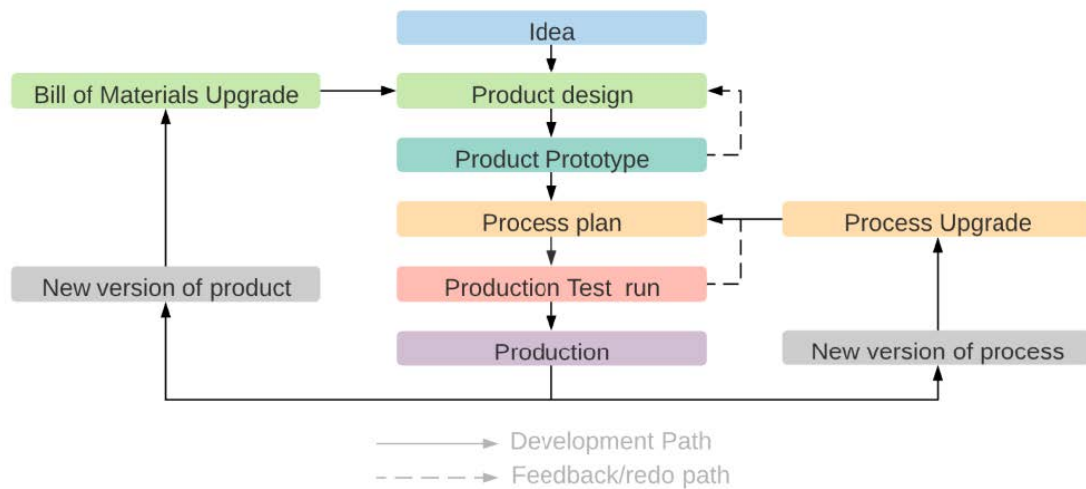 Idea
Bill of Materials Upgrade
Product design
Product Prototype
Process plan
Process Upgrade
New version of product
Production Test run
Production
New version of process
Development Path
Feedback/redo path